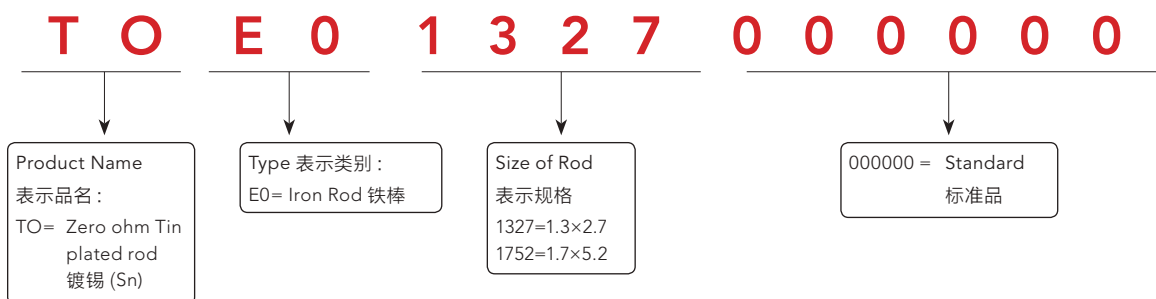 T O E 0 1 3 2 7 0 0 0 0 0 0
Product Name
表示品名 :
TO= Zero ohm Tin
plated rod
镀锡 (Sn)
Type 表示类别 :
E0= Iron Rod 铁棒
Size of Rod
表示规格
1327=1.3×2.7
1752=1.7×5.2
000000 = Standard
标准品